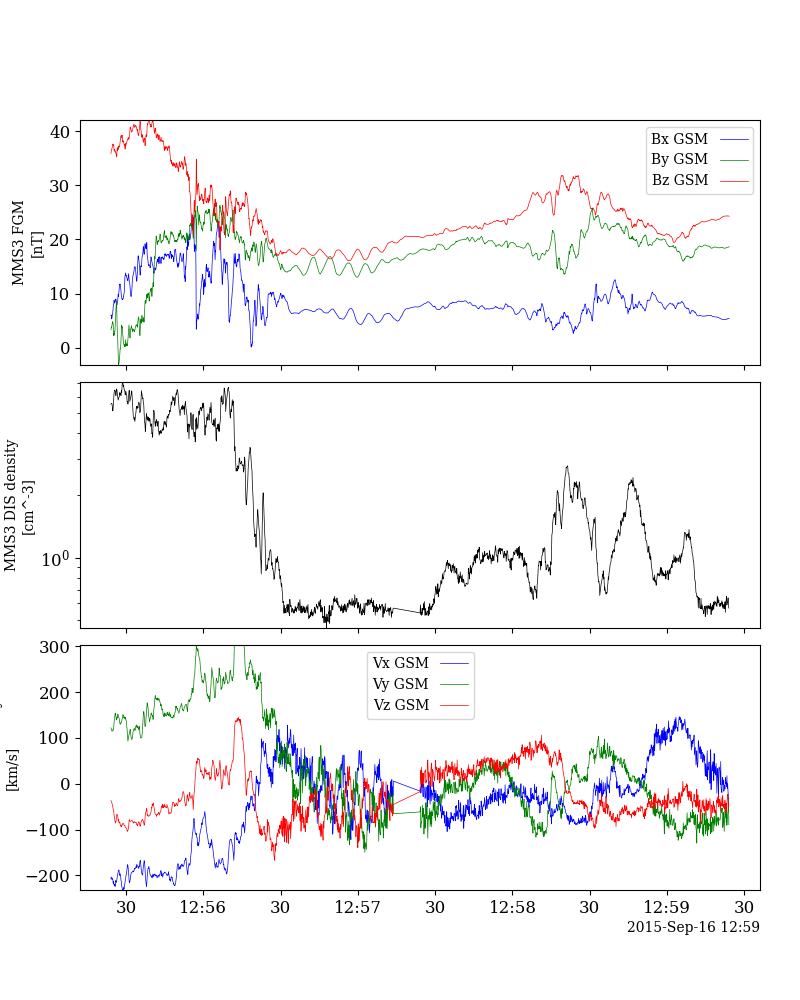 MMS3 FGM
[nT]
40
30
20
10
0
Bx GSM
By GSM
Bz GSM
MMS3 DIS density
[cm^-3]
10^0
[km/s]
300
200
100
0
−100
−200
Vx GSM
Vy GSM
Vz GSM
30 12:56 30 12:57 30 12:58 30 12:59 30
2015-Sep-16 12:59